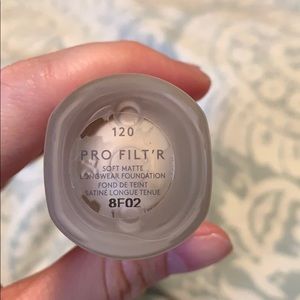 120
PRO FILT'R
SOFT MATTE
LONGWEAR FOUNDATION
FOND DE TEINT
SATINÉ LONGUE TENUE
8F02